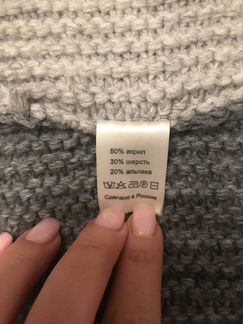 50% акрил
30% шерсть
20% альпака
Сделано в России